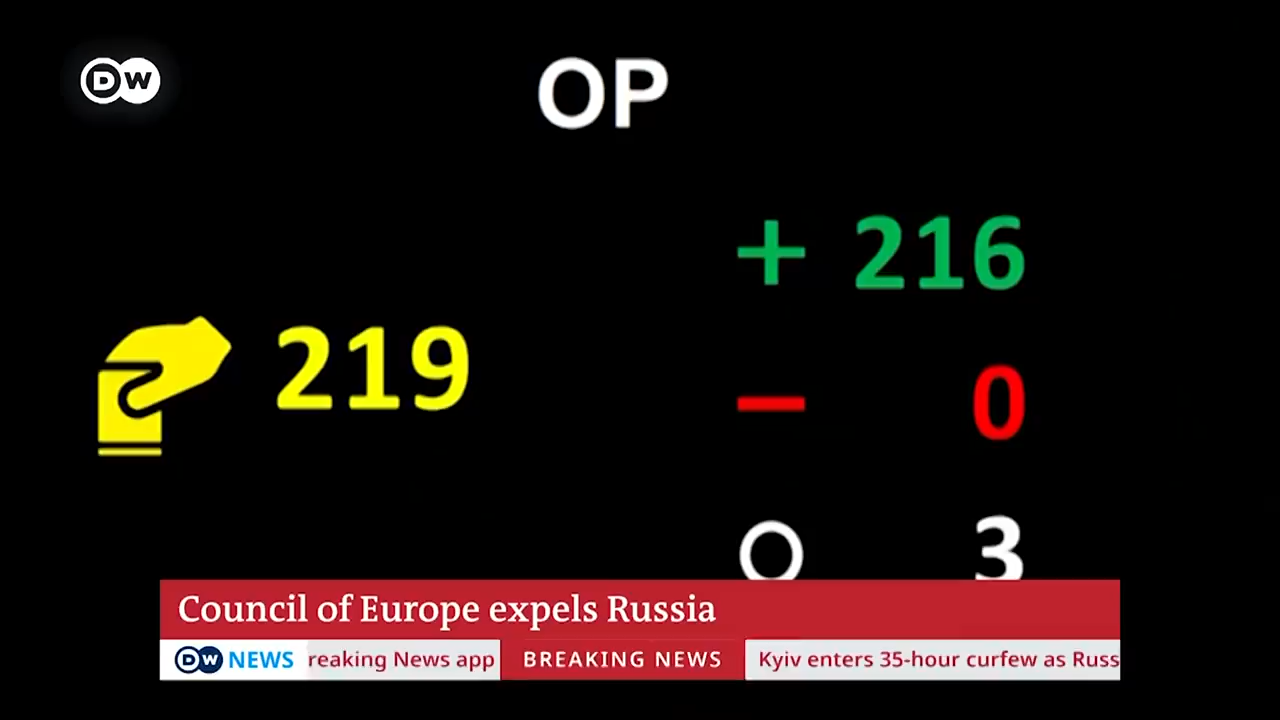 DW
OP
+ 216
219
– 0
O 3
Council of Europe expels Russia
DW NEWS reaking News app BREAKING NEWS Kyiv enters 35-hour curfew as Russ